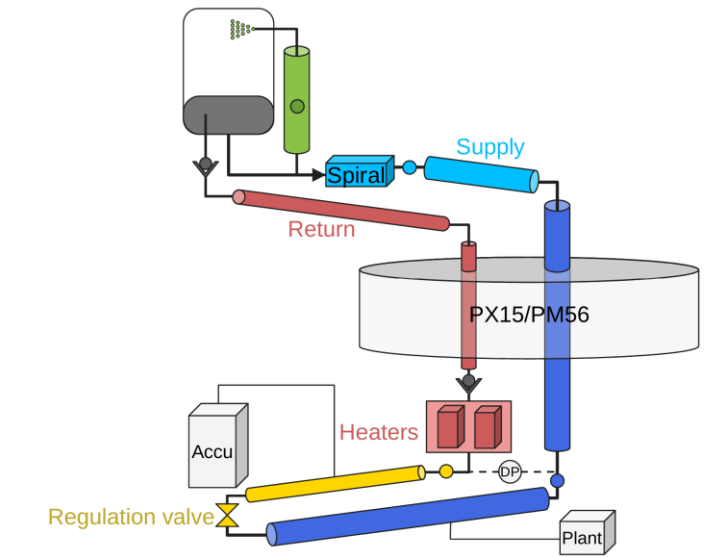 Supply
Spiral
Return
PX15/PM56
Heaters
Accu
DP
Regulation valve
Plant